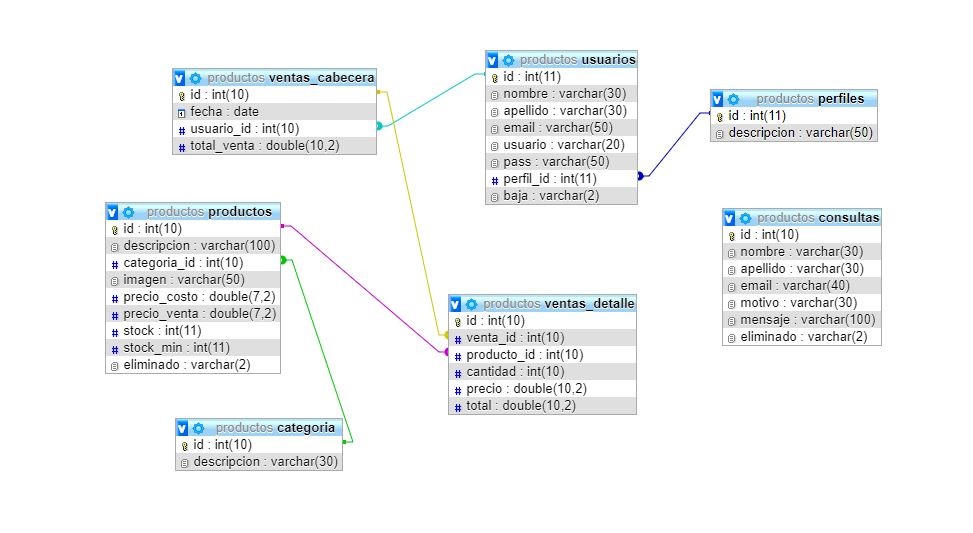 productos ventas_cabecera
id : int(10)
fecha : date
usuario_id : int(10)
total_venta : double(10,2)
productos usuarios
id : int(11)
nombre : varchar(30)
apellido : varchar(30)
email : varchar(50)
usuario : varchar(20)
pass : varchar(50)
perfil_id : int(11)
baja : varchar(2)
productos perfiles
id : int(11)
descripcion : varchar(50)
productos productos
id : int(10)
descripcion : varchar(100)
categoria_id : int(10)
imagen : varchar(50)
precio_costo : double(7,2)
precio_venta : double(7,2)
stock : int(11)
stock_min : int(11)
eliminado : varchar(2)
productos consultas
id : int(10)
nombre : varchar(30)
apellido : varchar(30)
email : varchar(40)
motivo : varchar(30)
mensaje : varchar(100)
eliminado : varchar(2)
productos ventas_detalle
id : int(10)
venta_id : int(10)
producto_id : int(10)
cantidad : int(10)
precio : double(10,2)
total : double(10,2)
productos categoria
id : int(10)
descripcion : varchar(30)